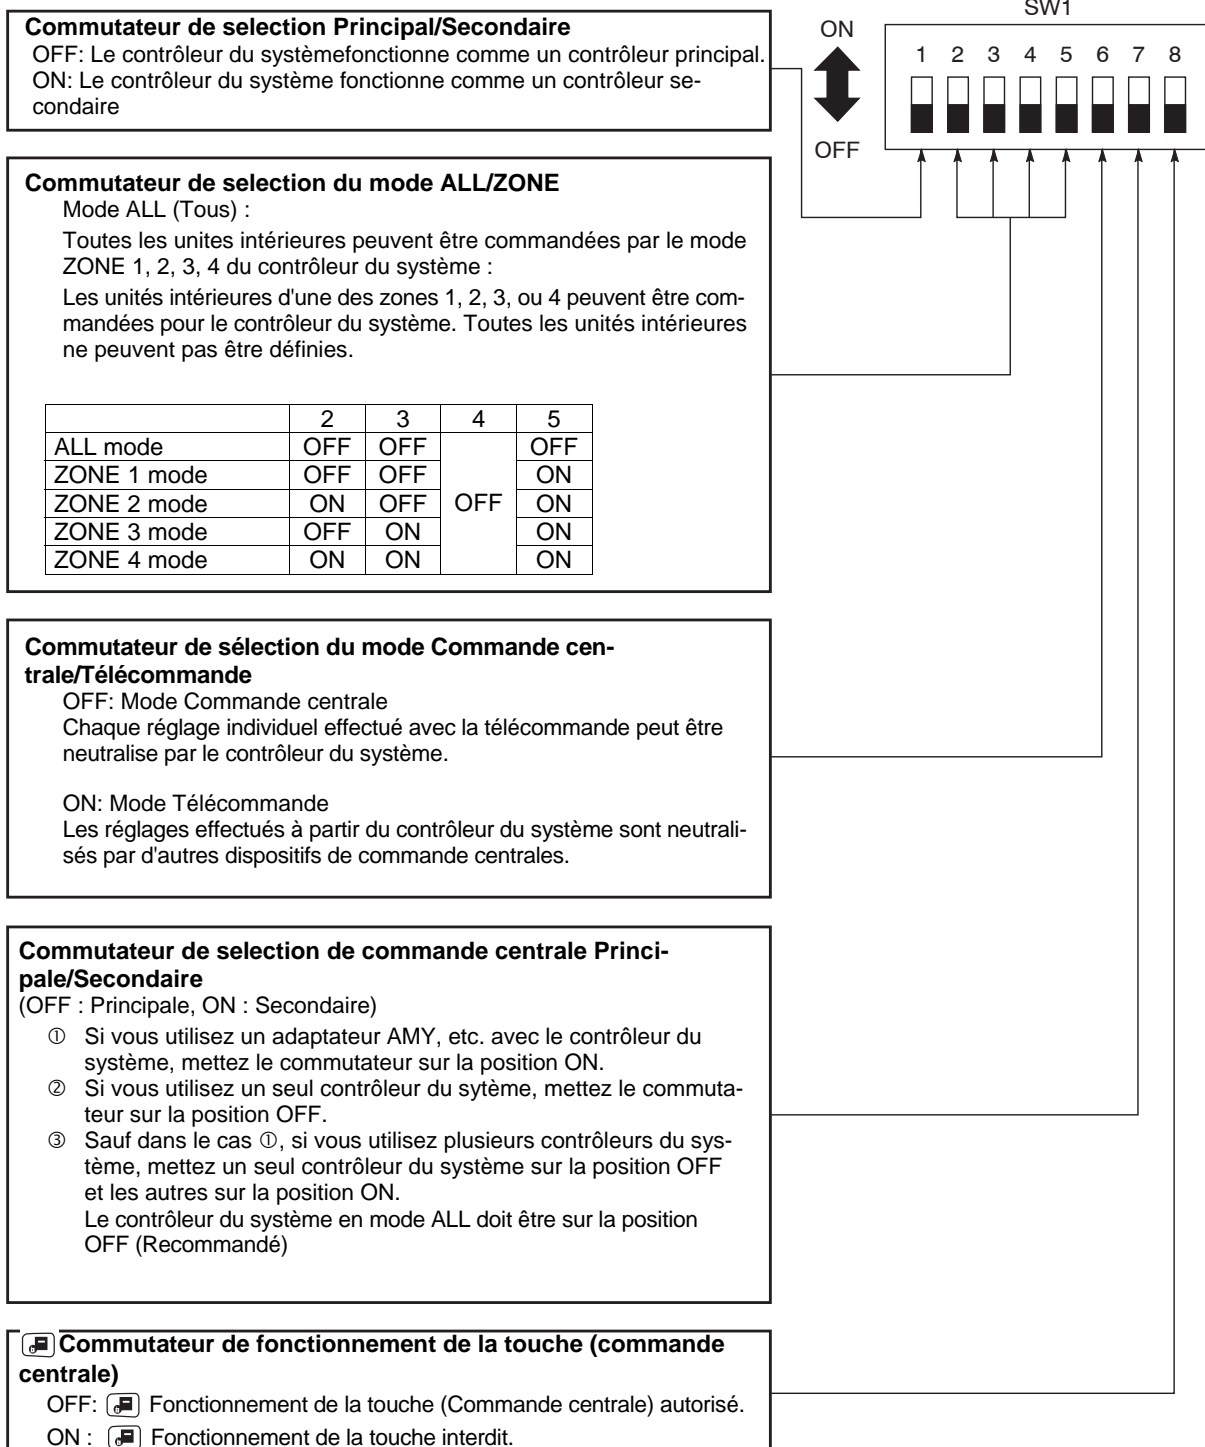 SW1
ON
OFF
1 2 3 4 5 6 7 8
Commutateur de selection Principal/Secondaire
OFF: Le contrôleur du systèmefonctionne comme un contrôleur principal.
ON: Le contrôleur du système fonctionne comme un contrôleur se-
condaire
Commutateur de selection du mode ALL/ZONE
Mode ALL (Tous) :
Toutes les unites intérieures peuvent être commandées par le mode
ZONE 1, 2, 3, 4 du contrôleur du système :
Les unités intérieures d'une des zones 1, 2, 3, ou 4 peuvent être com-
mandées pour le contrôleur du système. Toutes les unités intérieures
ne peuvent pas être définies.
2 3 4 5
ALL mode OFF OFF OFF
ZONE 1 mode OFF OFF ON
ZONE 2 mode ON OFF OFF ON
ZONE 3 mode OFF ON ON
ZONE 4 mode ON ON ON
Commutateur de sélection du mode Commande cen-
trale/Télécommande
OFF: Mode Commande centrale
Chaque réglage individuel effectué avec la télécommande peut être
neutralise par le contrôleur du système.
ON: Mode Télécommande
Les réglages effectués à partir du contrôleur du système sont neutrali-
sés par d'autres dispositifs de commande centrales.
Commutateur de selection de commande centrale Princi-
pale/Secondaire
(OFF : Principale, ON : Secondaire)
① Si vous utilisez un adaptateur AMY, etc. avec le contrôleur du
système, mettez le commutateur sur la position ON.
② Si vous utilisez un seul contrôleur du sytème, mettez le commuta-
teur sur la position OFF.
③ Sauf dans le cas ①, si vous utilisez plusieurs contrôleurs du sys-
tème, mettez un seul contrôleur du système sur la position OFF
et les autres sur la position ON.
Le contrôleur du système en mode ALL doit être sur la position
OFF (Recommandé)
Commutateur de fonctionnement de la touche (commande
centrale)
OFF: Fonctionnement de la touche (Commande centrale) autorisé.
ON : Fonctionnement de la touche interdit.